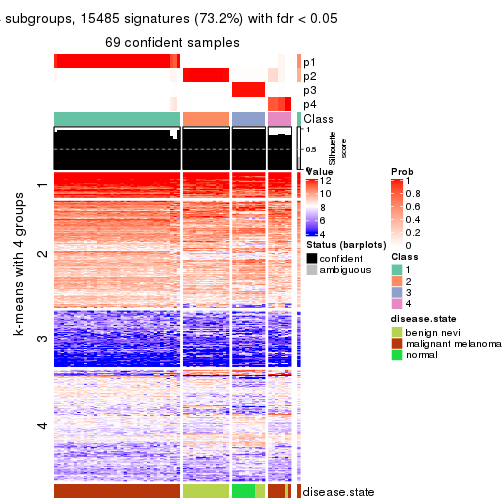 subgroups, 15485 signatures (73.2%) with fdr < 0.05
69 confident samples
p1
p2
p3
p4
Class
1
0.5
0
Silhouette
score
k-means with 4 groups
1
2
3
4
Value
12
10
8
6
4
Status (barplots)
confident
ambiguous
Prob
1
0.8
0.6
0.4
0.2
0
Class
1
2
3
4
disease.state
benign nevi
malignant melanoma
normal
disease.state